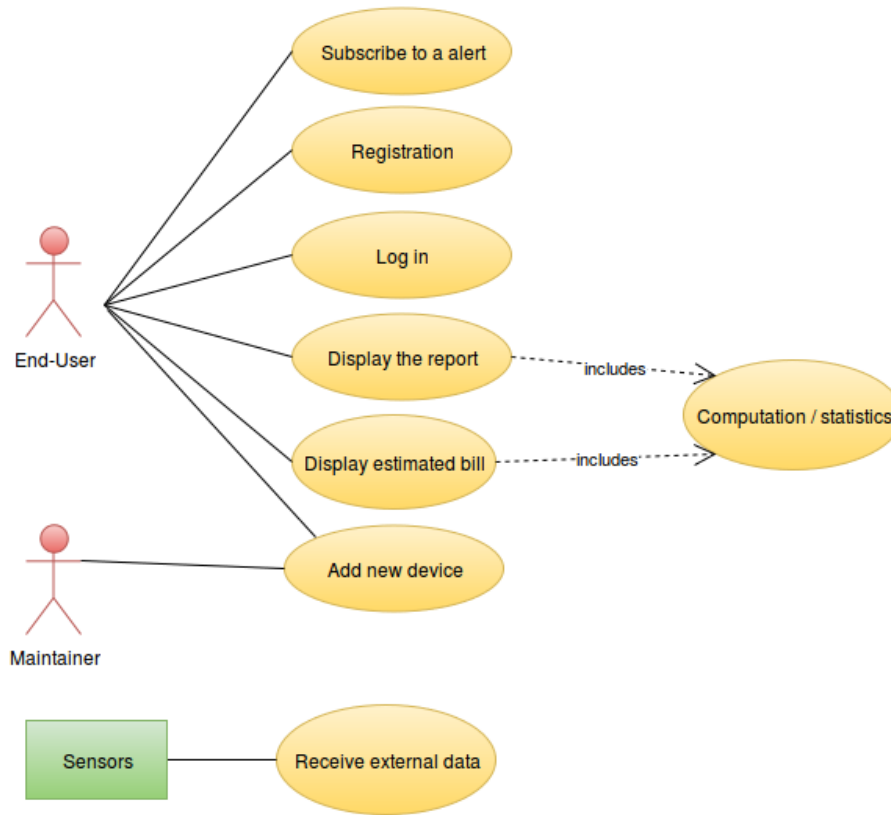 Subscribe to a alert
Registration
Log in
End-User
Display the report
includes
Computation / statistics
Display estimated bill
includes
Add new device
Maintainer
Sensors
Receive external data